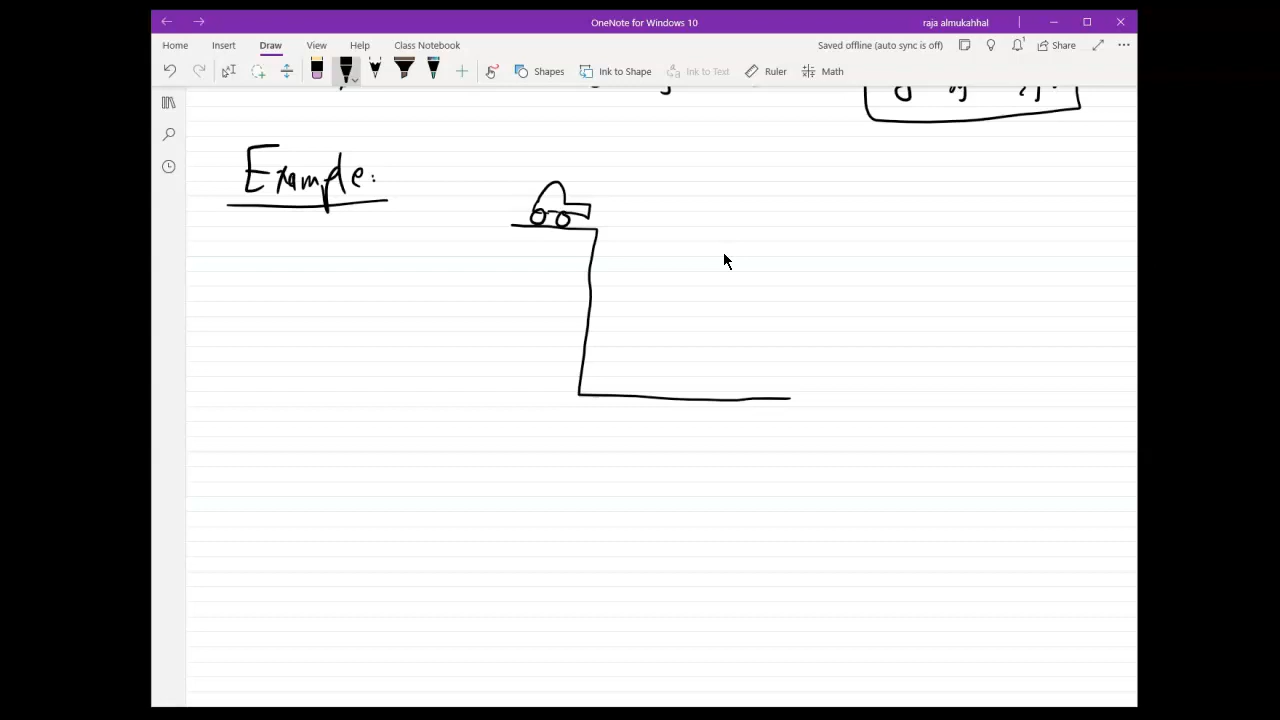 OneNote for Windows 10
raja almukahhal
Home Insert Draw View Help Class Notebook
Saved offline (auto sync is off)
Share
Shapes
Ink to Shape
Ink to Text
Ruler
Math
Example: